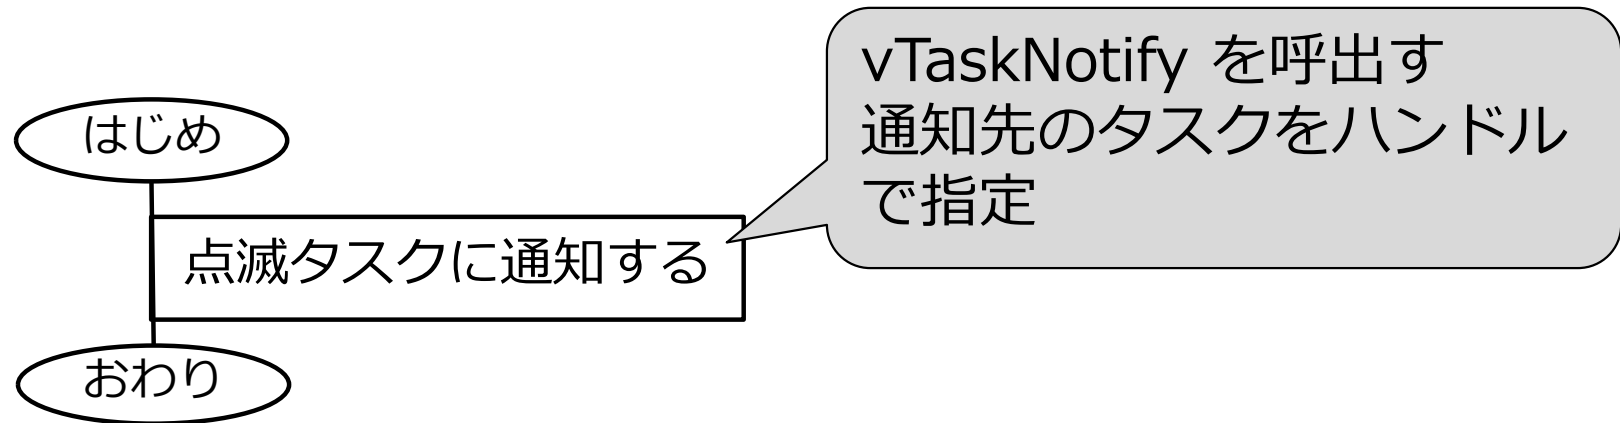 vTaskNotify を呼出す
通知先のタスクをハンドル
で指定
はじめ
点滅タスクに通知する
おわり